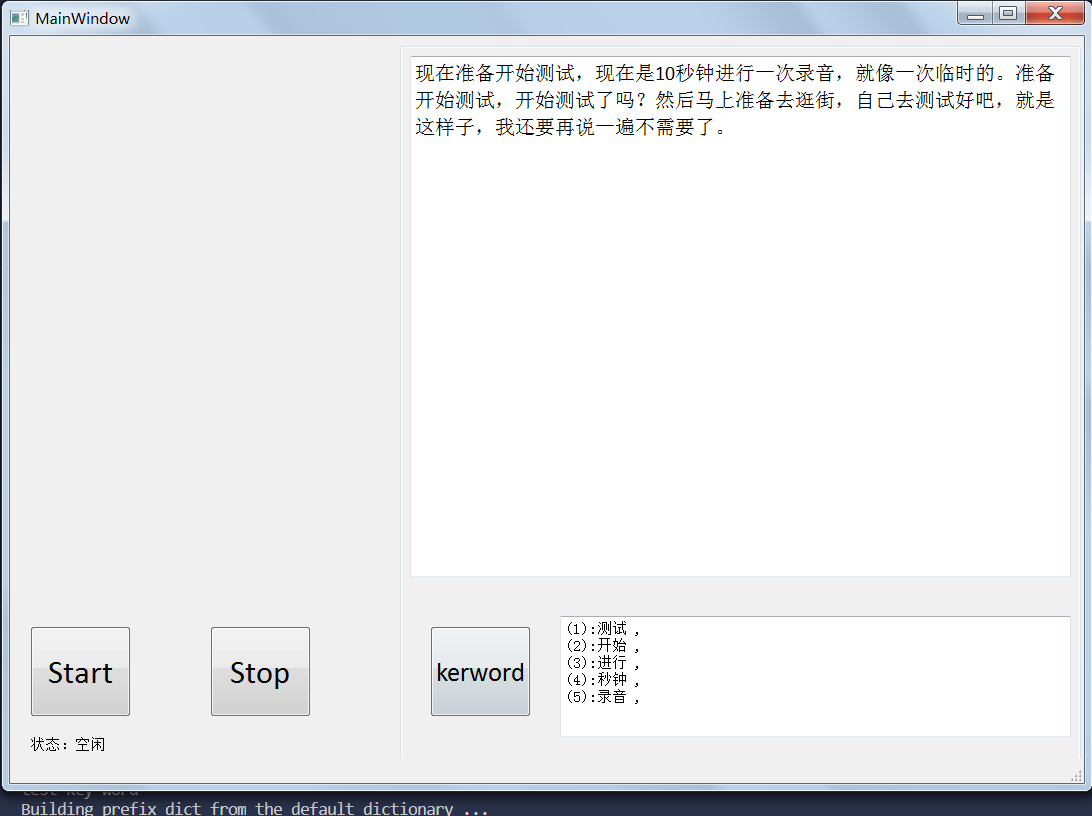 MainWindow
现在准备开始测试，现在是10秒钟进行一次录音，就像一次临时的。准备
开始测试，开始测试了吗？然后马上准备去逛街，自己去测试好吧，就是
这样子，我还要再说一遍不需要了。
Start
Stop
kerword
(1):测试 ,
(2):开始 ,
(3):进行 ,
(4):秒钟 ,
(5):录音 ,
状态：空闲
test key word
Building prefix dict from the default dictionary ...